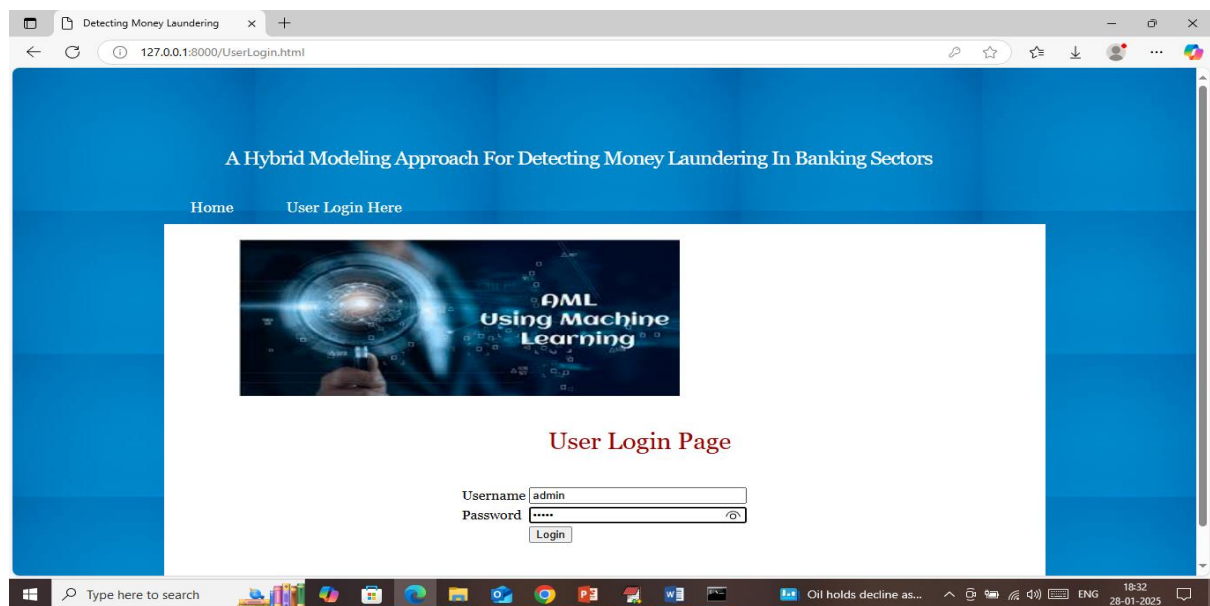 Detecting Money Laundering
127.0.0.1:8000/UserLogin.html
A Hybrid Modeling Approach For Detecting Money Laundering In Banking Sectors
Home User Login Here
AML
Using Machine
Learning
User Login Page
Username admin
Password •••••
Login
Type here to search
Oil holds decline as...
ENG
18:32
28-01-2025